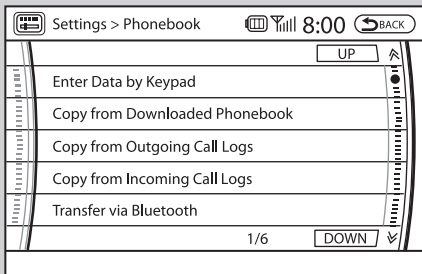 Settings > Phonebook 8:00 BACK
UP
Enter Data by Keypad
Copy from Downloaded Phonebook
Copy from Outgoing Call Logs
Copy from Incoming Call Logs
Transfer via Bluetooth
1/6 DOWN